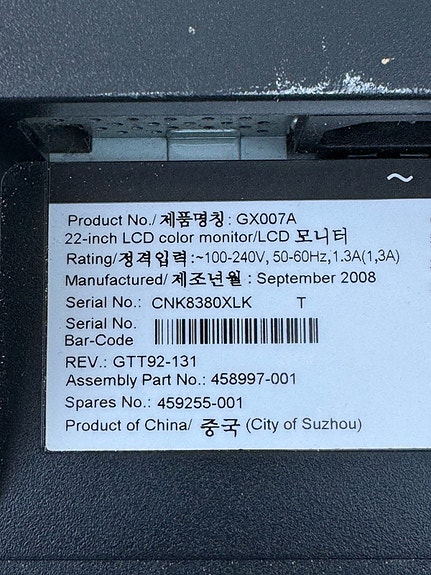 ~
Product No./제품명칭: GX007A
22-inch LCD color monitor/LCD 모니터
Rating/정격입력:~100-240V, 50-60Hz,1.3A(1,3A)
Manufactured/제조년월 : September 2008
Serial No.: CNK8380XLK T
Serial No.
Bar-Code
REV.: GTT92-131
Assembly Part No.: 458997-001
Spares No.: 459255-001
Product of China/ 중국 (City of Suzhou)